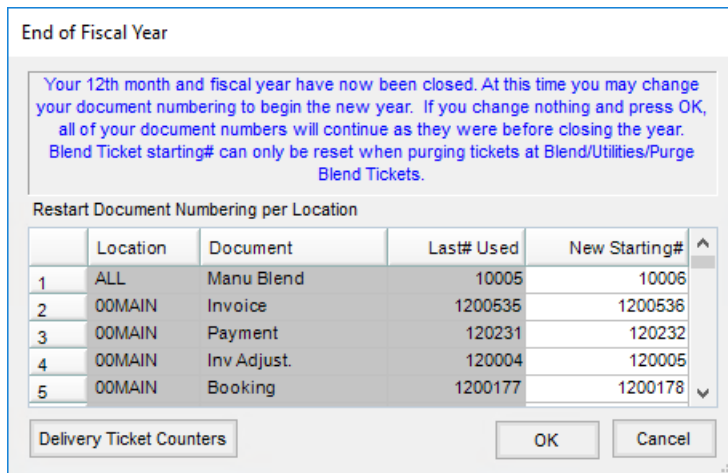 End of Fiscal Year
Your 12th month and fiscal year have now been closed. At this time you may change
your document numbering to begin the new year.  If you change nothing and press OK,
all of your document numbers will continue as they were before closing the year.
Blend Ticket starting# can only be reset when purging tickets at Blend/Utilities/Purge
Blend Tickets.
Restart Document Numbering per Location
Location Document Last# Used New Starting#
1 ALL Manu Blend 10005 10006
2 00MAIN Invoice 1200535 1200536
3 00MAIN Payment 120231 120232
4 00MAIN Inv Adjust. 120004 120005
5 00MAIN Booking 1200177 1200178
Delivery Ticket Counters OK Cancel